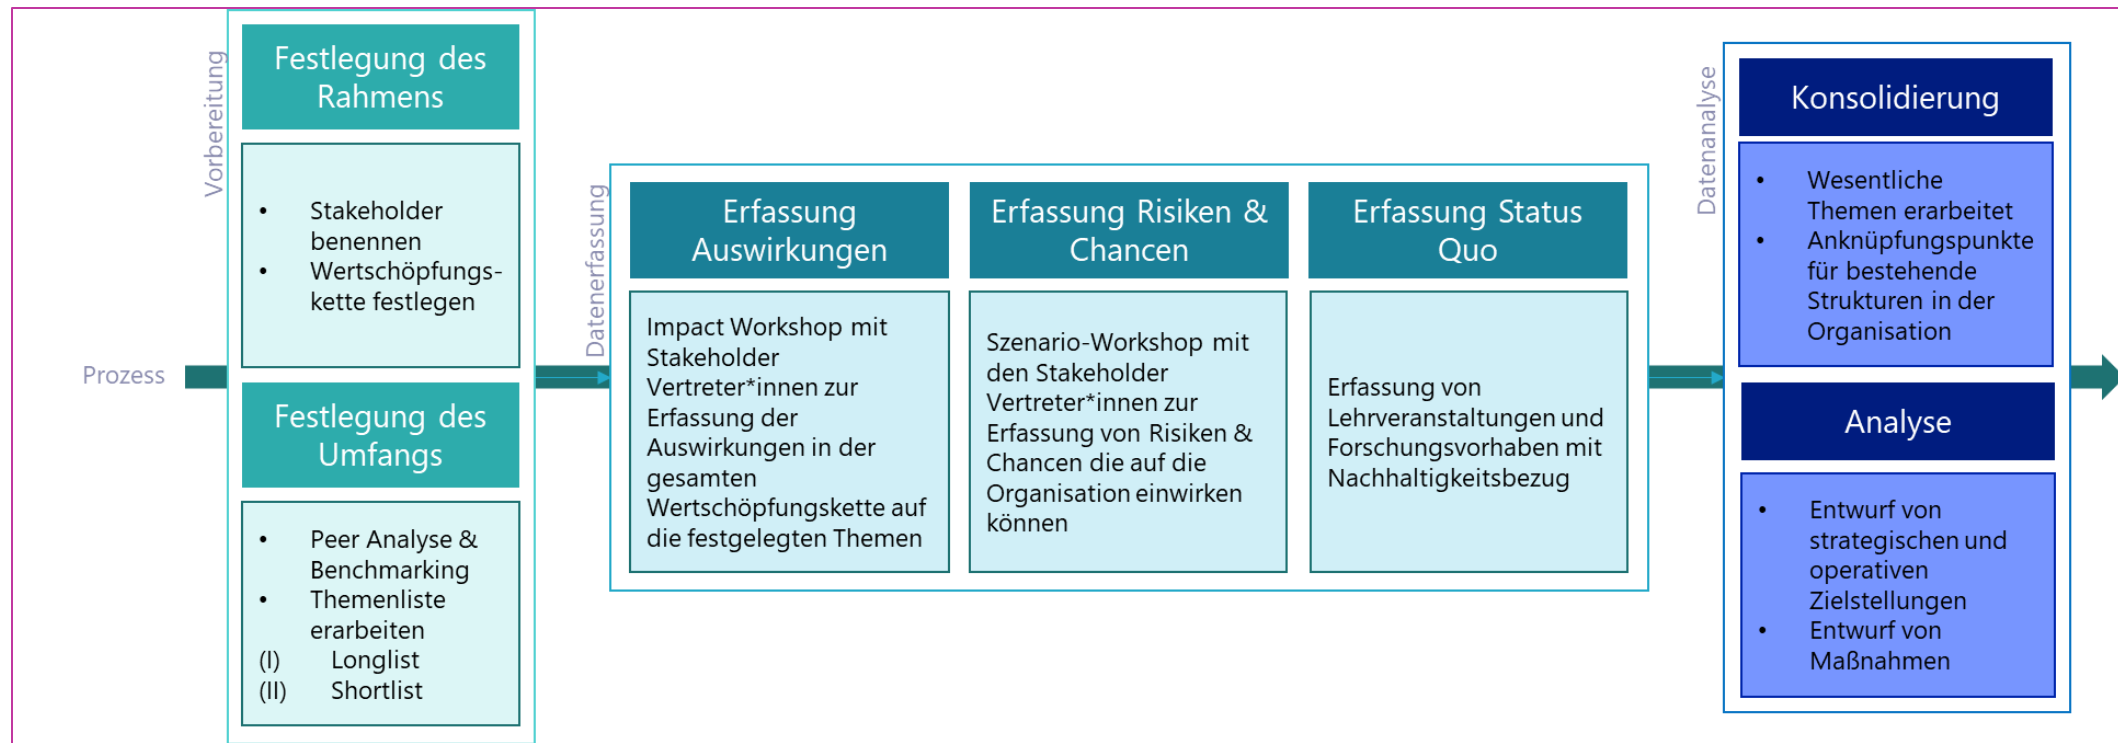 Prozess
Vorbereitung
Festlegung des
Rahmens
• Stakeholder
benennen
• Wertschöpfungs-
kette festlegen
Festlegung des
Umfangs
• Peer Analyse &
Benchmarking
• Themenliste
erarbeiten
(I) Longlist
(II) Shortlist
Datenerfassung
Erfassung
Auswirkungen
Impact Workshop mit
Stakeholder
Vertreter*innen zur
Erfassung der
Auswirkungen in der
gesamten
Wertschöpfungskette auf
die festgelegten Themen
Erfassung Risiken &
Chancen
Szenario-Workshop mit
den Stakeholder
Vertreter*innen zur
Erfassung von Risiken &
Chancen die auf die
Organisation einwirken
können
Erfassung Status
Quo
Erfassung von
Lehrveranstaltungen und
Forschungsvorhaben mit
Nachhaltigkeitsbezug
Datenanalyse
Konsolidierung
• Wesentliche
Themen erarbeitet
• Anknüpfungspunkte
für bestehende
Strukturen in der
Organisation
Analyse
• Entwurf von
strategischen und
operativen
Zielstellungen
• Entwurf von
Maßnahmen